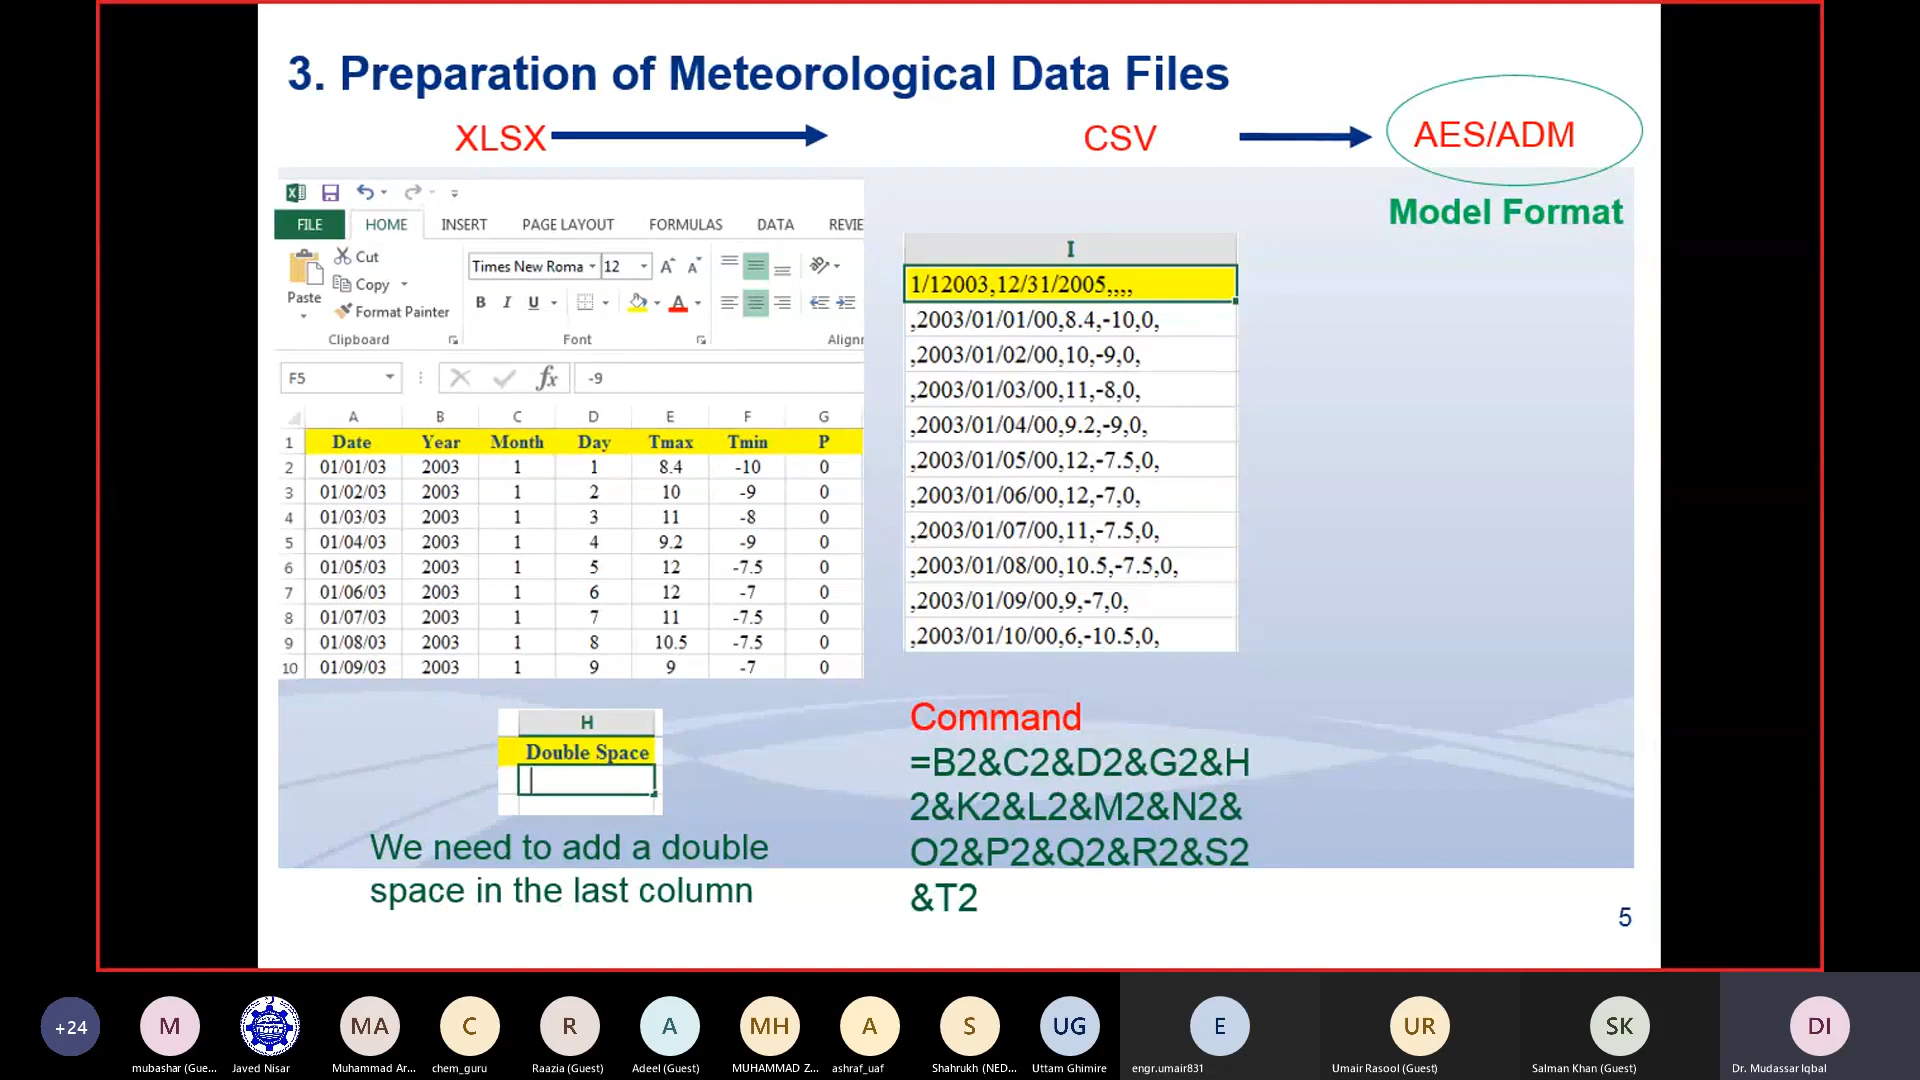 3. Preparation of Meteorological Data Files
XLSX CSV AES/ADM
Model Format
FILE HOME INSERT PAGE LAYOUT FORMULAS DATA REVIE
Cut
Copy
Format Painter
Paste
Times New Roma 12
B I U A
Clipboard Font Alignr
F5 fx -9
A B C D E F G
1 Date Year Month Day Tmax Tmin P
2 01/01/03 2003 1 1 8.4 -10 0
3 01/02/03 2003 1 2 10 -9 0
4 01/03/03 2003 1 3 11 -8 0
5 01/04/03 2003 1 4 9.2 -9 0
6 01/05/03 2003 1 5 12 -7.5 0
7 01/06/03 2003 1 6 12 -7 0
8 01/07/03 2003 1 7 11 -7.5 0
9 01/08/03 2003 1 8 10.5 -7.5 0
10 01/09/03 2003 1 9 9 -7 0
I
1/12003,12/31/2005,,,,
,2003/01/01/00,8.4,-10,0,
,2003/01/02/00,10,-9,0,
,2003/01/03/00,11,-8,0,
,2003/01/04/00,9.2,-9,0,
,2003/01/05/00,12,-7.5,0,
,2003/01/06/00,12,-7,0,
,2003/01/07/00,11,-7.5,0,
,2003/01/08/00,10.5,-7.5,0,
,2003/01/09/00,9,-7,0,
,2003/01/10/00,6,-10.5,0,
H
Double Space
We need to add a double
space in the last column
Command
=B2&C2&D2&G2&H
2&K2&L2&M2&N2&
O2&P2&Q2&R2&S2
&T2
5
+24 M MA C R A MH A S UG E UR SK DI
mubashar (Gue... Javed Nisar Muhammad Ar... chem_guru Raazia (Guest) Adeel (Guest) MUHAMMAD Z... ashraf_uaf Shahrukh (NED... Uttam Ghimire engr.umair831 Umair Rasool (Guest) Salman Khan (Guest) Dr. Mudassar Iqbal